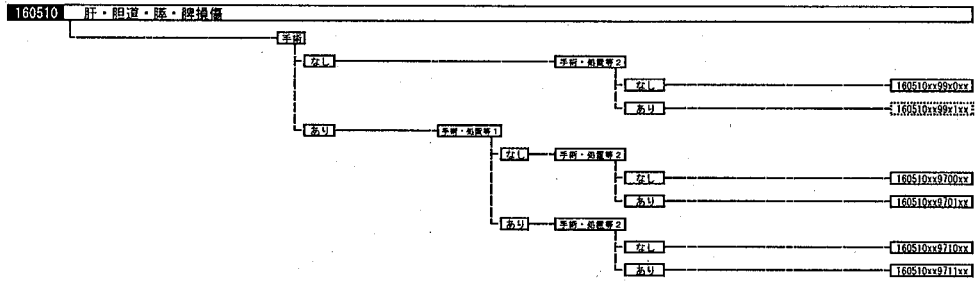 160510 肝・胆道・膵・脾損傷
手術
なし 手術・処置等2
なし 160510xx99x0xx
あり 160510xx99x1xx
あり 手術・処置等1
なし 手術・処置等2
なし 160510xx9700xx
あり 160510xx9701xx
あり 手術・処置等2
なし 160510xx9710xx
あり 160510xx9711xx